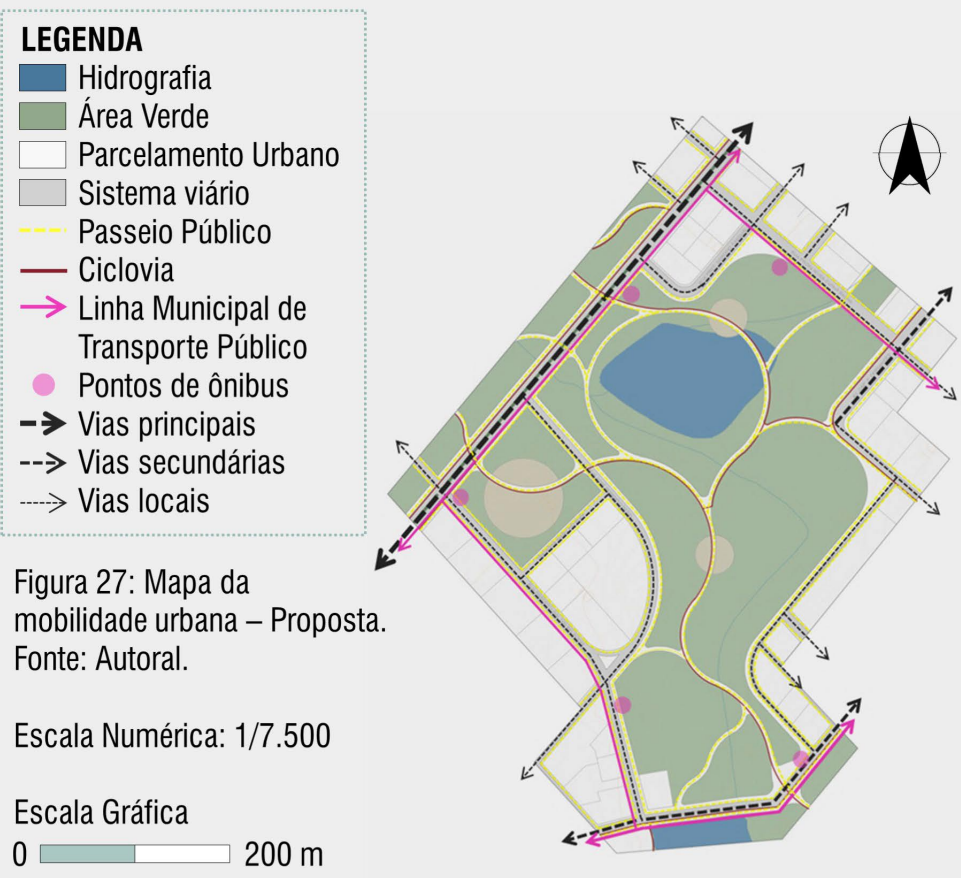 LEGENDA
Hidrografia
Área Verde
Parcelamento Urbano
Sistema viário
Passeio Público
Ciclovia
Linha Municipal de
Transporte Público
Pontos de ônibus
Vias principais
Vias secundárias
Vias locais
Figura 27: Mapa da
mobilidade urbana – Proposta.
Fonte: Autoral.
Escala Numérica: 1/7.500
Escala Gráfica
0 200 m